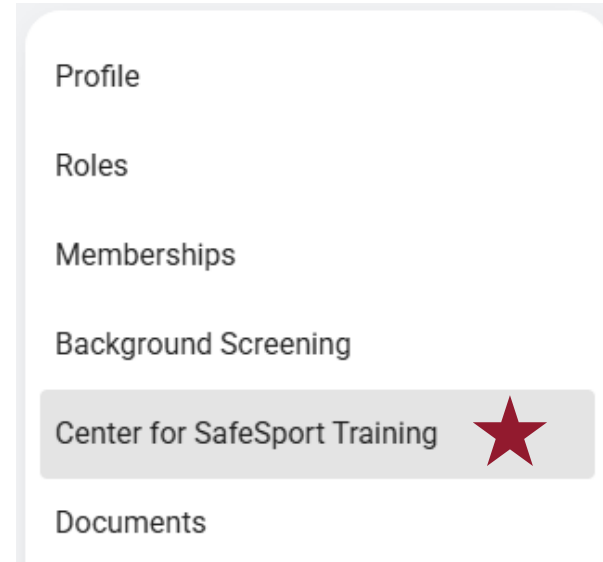 Profile
Roles
Memberships
Background Screening
Center for SafeSport Training
Documents